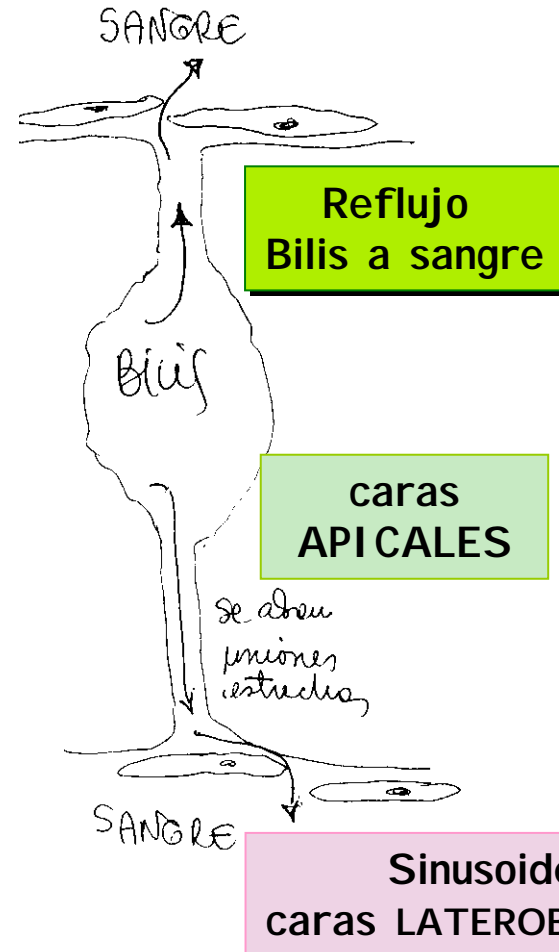 SANGRE
Reflujo
Bilis a sangre
Bilis
caras
APICALES
se abren
uniones
estrechas
SANGRE
Sinusoide
caras LATEROB